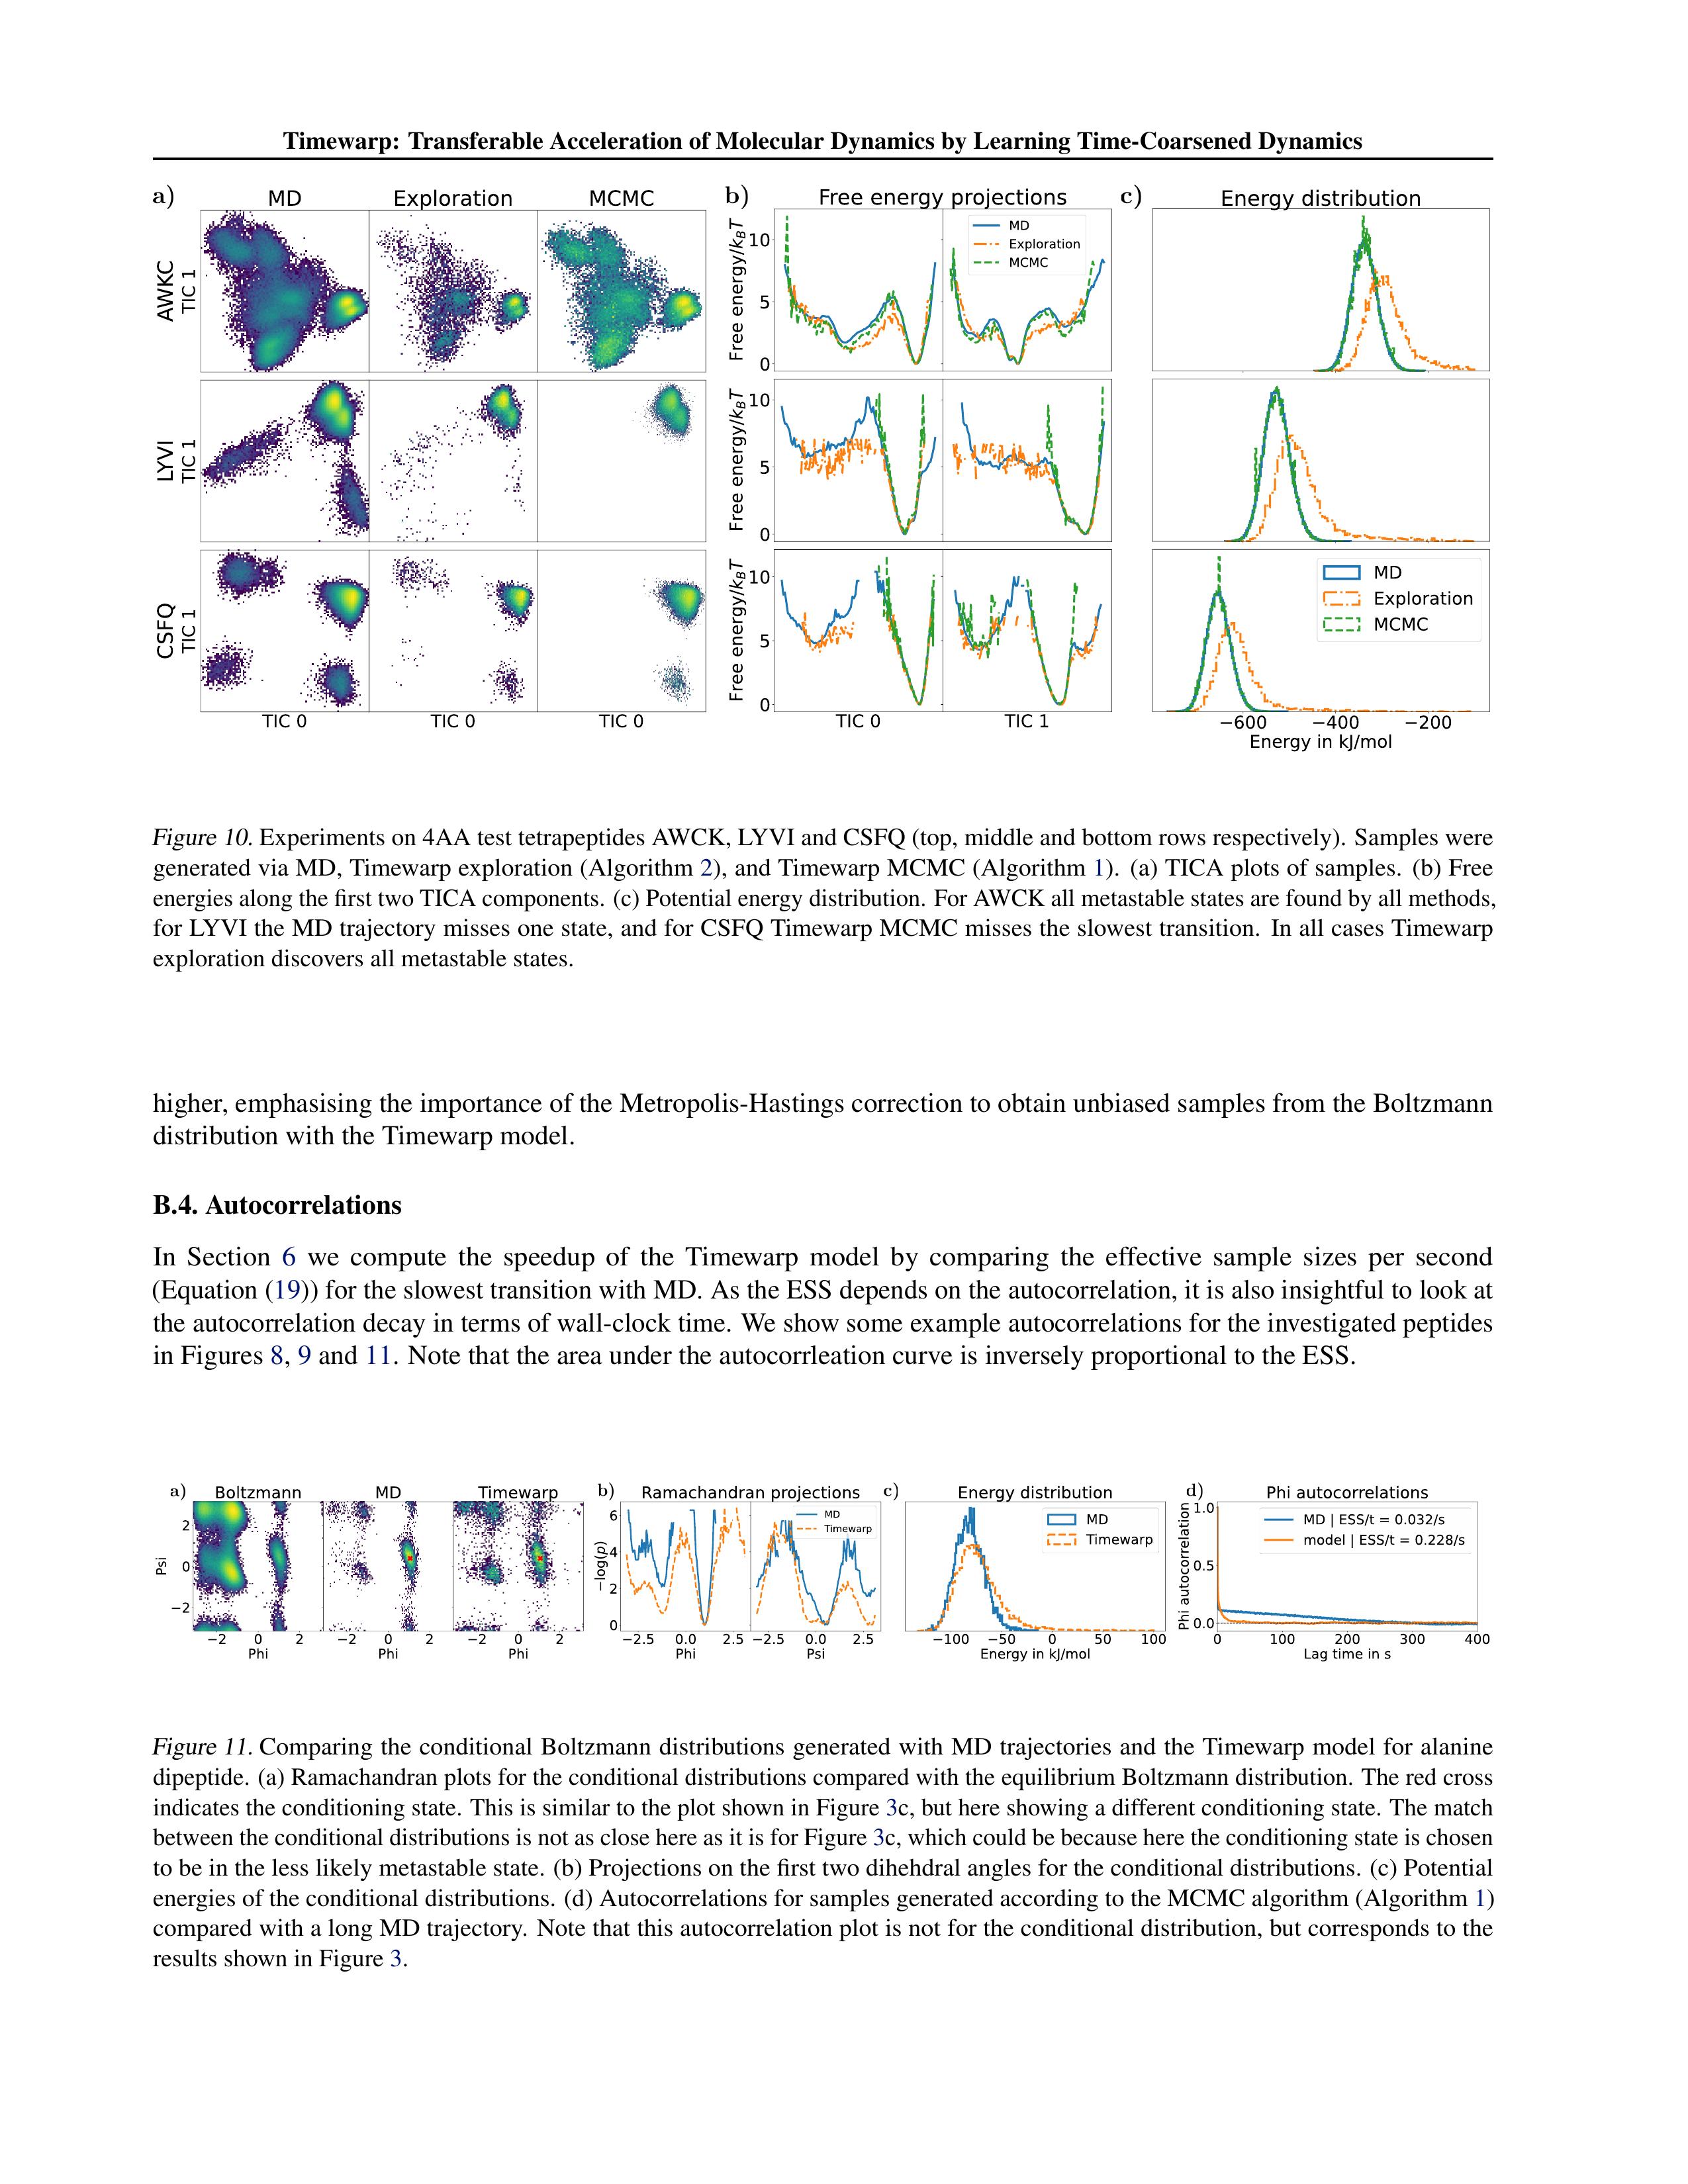 Timewarp: Transferable Acceleration of Molecular Dynamics by Learning Time-Coarsened Dynamics
a) MD Exploration MCMC
b) Free energy projections
c) Energy distribution
AWKC
TIC 1
LYVI
TIC 1
CSFQ
TIC 1
TIC 0 TIC 0 TIC 0
Free energy/kBT
10
5
0
MD
Exploration
MCMC
Free energy/kBT
10
5
0
Free energy/kBT
10
5
0
TIC 0 TIC 1
MD
Exploration
MCMC
−600 −400 −200
Energy in kJ/mol
Figure 10. Experiments on 4AA test tetrapeptides AWCK, LYVI and CSFQ (top, middle and bottom rows respectively). Samples were
generated via MD, Timewarp exploration (Algorithm 2), and Timewarp MCMC (Algorithm 1). (a) TICA plots of samples. (b) Free
energies along the first two TICA components. (c) Potential energy distribution. For AWCK all metastable states are found by all methods,
for LYVI the MD trajectory misses one state, and for CSFQ Timewarp MCMC misses the slowest transition. In all cases Timewarp
exploration discovers all metastable states.
higher, emphasising the importance of the Metropolis-Hastings correction to obtain unbiased samples from the Boltzmann
distribution with the Timewarp model.
B.4. Autocorrelations
In Section 6 we compute the speedup of the Timewarp model by comparing the effective sample sizes per second
(Equation (19)) for the slowest transition with MD. As the ESS depends on the autocorrelation, it is also insightful to look at
the autocorrelation decay in terms of wall-clock time. We show some example autocorrelations for the investigated peptides
in Figures 8, 9 and 11. Note that the area under the autocorrleation curve is inversely proportional to the ESS.
a) Boltzmann MD Timewarp
Psi
2
0
−2
−2 0 2 −2 0 2 −2 0 2
Phi Phi Phi
b) Ramachandran projections
−log(p)
6
4
2
0
MD
Timewarp
−2.5 0.0 2.5 −2.5 0.0 2.5
Phi Psi
c) Energy distribution
MD
Timewarp
−100 −50 0 50 100
Energy in kJ/mol
d) Phi autocorrelations
Phi autocorrelation
1.0
0.5
0.0
MD | ESS/t = 0.032/s
model | ESS/t = 0.228/s
0 100 200 300 400
Lag time in s
Figure 11. Comparing the conditional Boltzmann distributions generated with MD trajectories and the Timewarp model for alanine
dipeptide. (a) Ramachandran plots for the conditional distributions compared with the equilibrium Boltzmann distribution. The red cross
indicates the conditioning state. This is similar to the plot shown in Figure 3c, but here showing a different conditioning state. The match
between the conditional distributions is not as close here as it is for Figure 3c, which could be because here the conditioning state is chosen
to be in the less likely metastable state. (b) Projections on the first two dihehdral angles for the conditional distributions. (c) Potential
energies of the conditional distributions. (d) Autocorrelations for samples generated according to the MCMC algorithm (Algorithm 1)
compared with a long MD trajectory. Note that this autocorrelation plot is not for the conditional distribution, but corresponds to the
results shown in Figure 3.